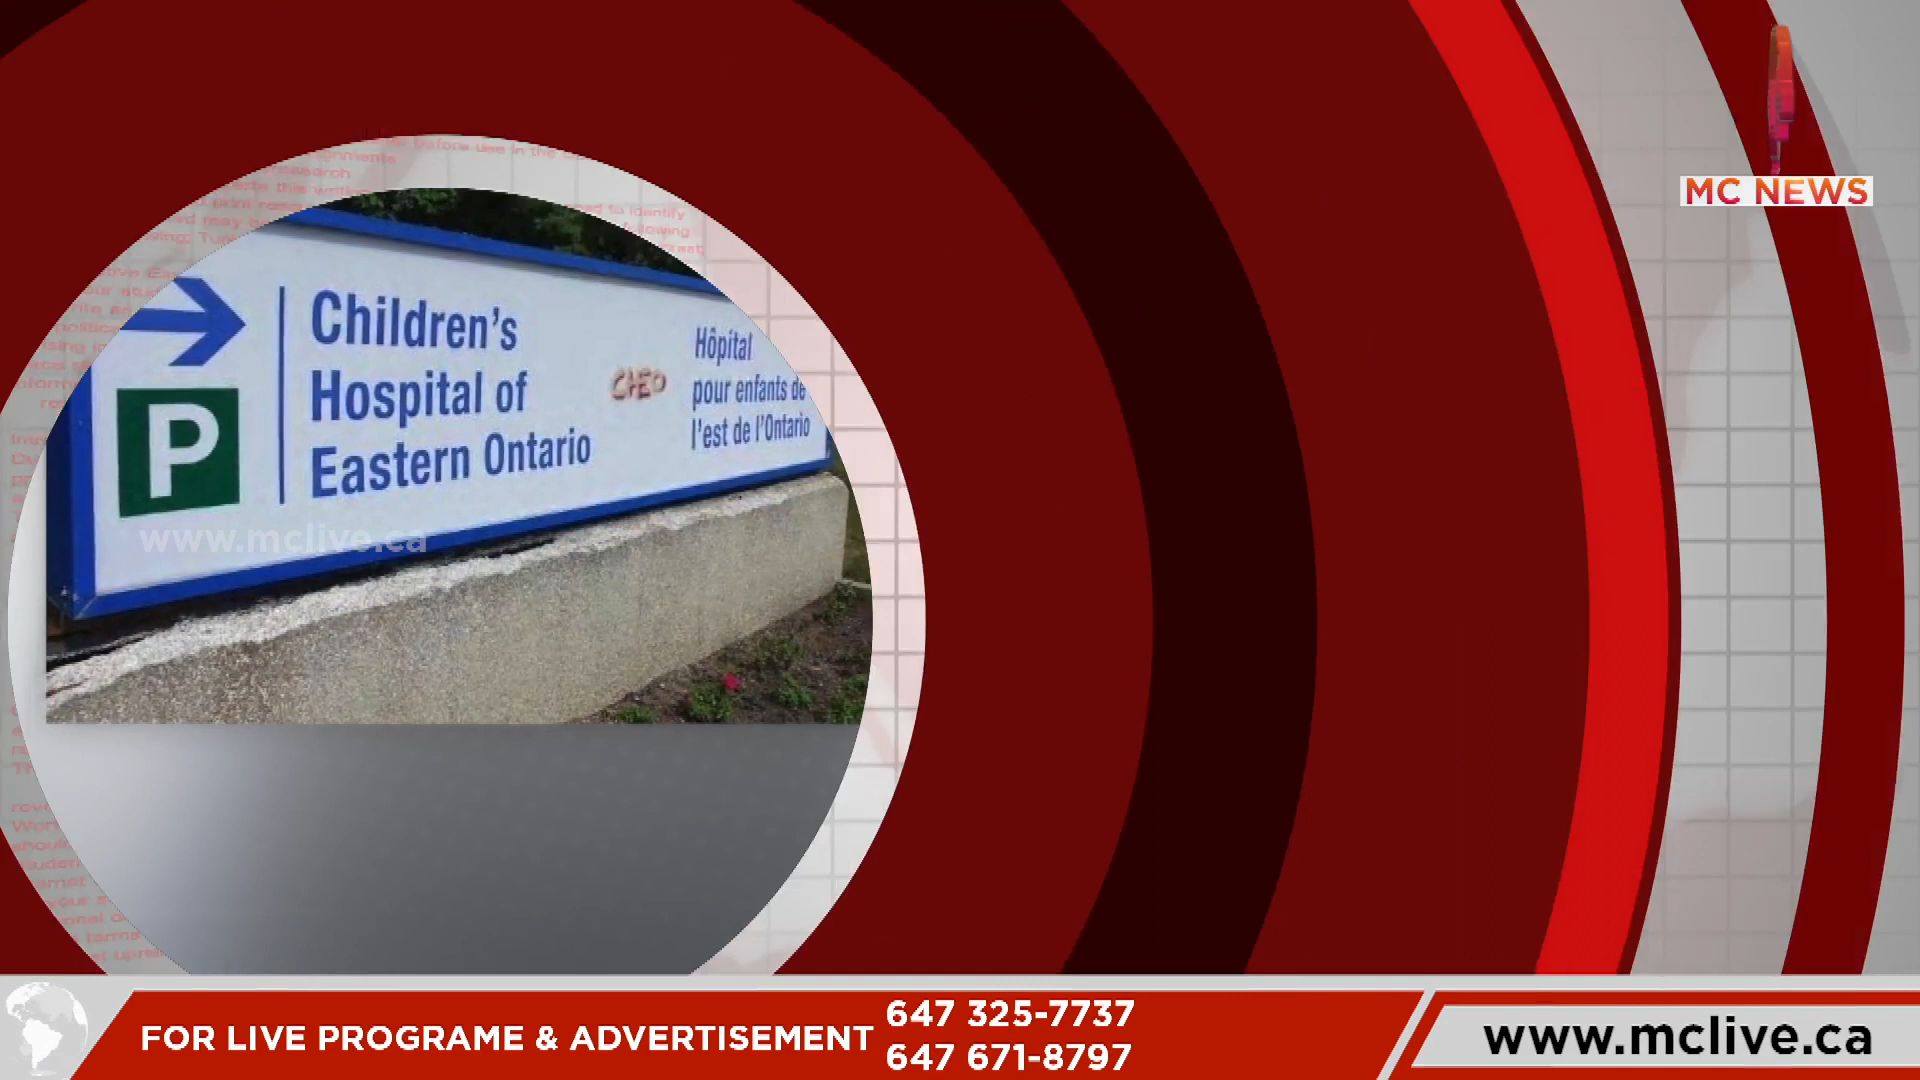 MC NEWS
Children's
Hospital of
Eastern Ontario
CHEO
Hôpital
pour enfants de
l'est de l'Ontario
P
www.mclive.ca
FOR LIVE PROGRAME & ADVERTISEMENT
647 325-7737
647 671-8797
www.mclive.ca